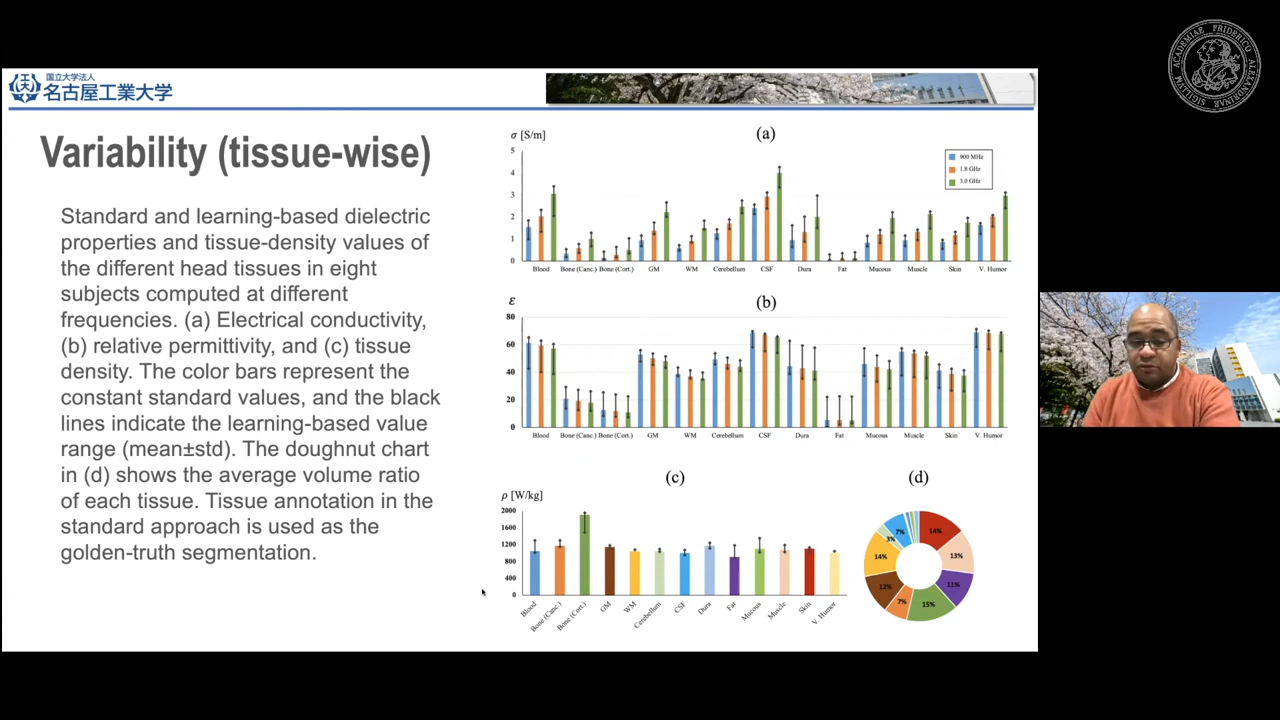 国立大学法人
名古屋工業大学
ACADEMIAE FRIDERICO ALEXANDRINAE SIGILLUM
Variability (tissue-wise)
Standard and learning-based dielectric
properties and tissue-density values of
the different head tissues in eight
subjects computed at different
frequencies. (a) Electrical conductivity,
(b) relative permittivity, and (c) tissue
density. The color bars represent the
constant standard values, and the black
lines indicate the learning-based value
range (mean±std). The doughnut chart
in (d) shows the average volume ratio
of each tissue. Tissue annotation in the
standard approach is used as the
golden-truth segmentation.
σ [S/m]
(a)
5
4
3
2
1
0
900 MHz
1.8 GHz
3.0 GHz
Blood Bone (Canc.) Bone (Cort.) GM WM Cerebellum CSF Dura Fat Mucous Muscle Skin V. Humor
ε
(b)
80
60
40
20
0
Blood Bone (Canc.) Bone (Cort.) GM WM Cerebellum CSF Dura Fat Mucous Muscle Skin V. Humor
(c)
ρ [W/kg]
2000
1600
1200
800
400
0
Blood Bone (Canc.) Bone (Cort.) GM WM Cerebellum CSF Dura Fat Mucous Muscle Skin V. Humor
(d)
14%
13%
11%
15%
7%
12%
14%
3%
7%